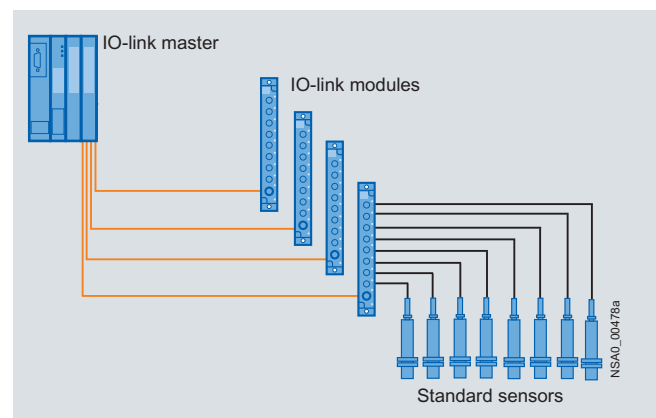 IO-link master
IO-link modules
Standard sensors
NSA0_00478a